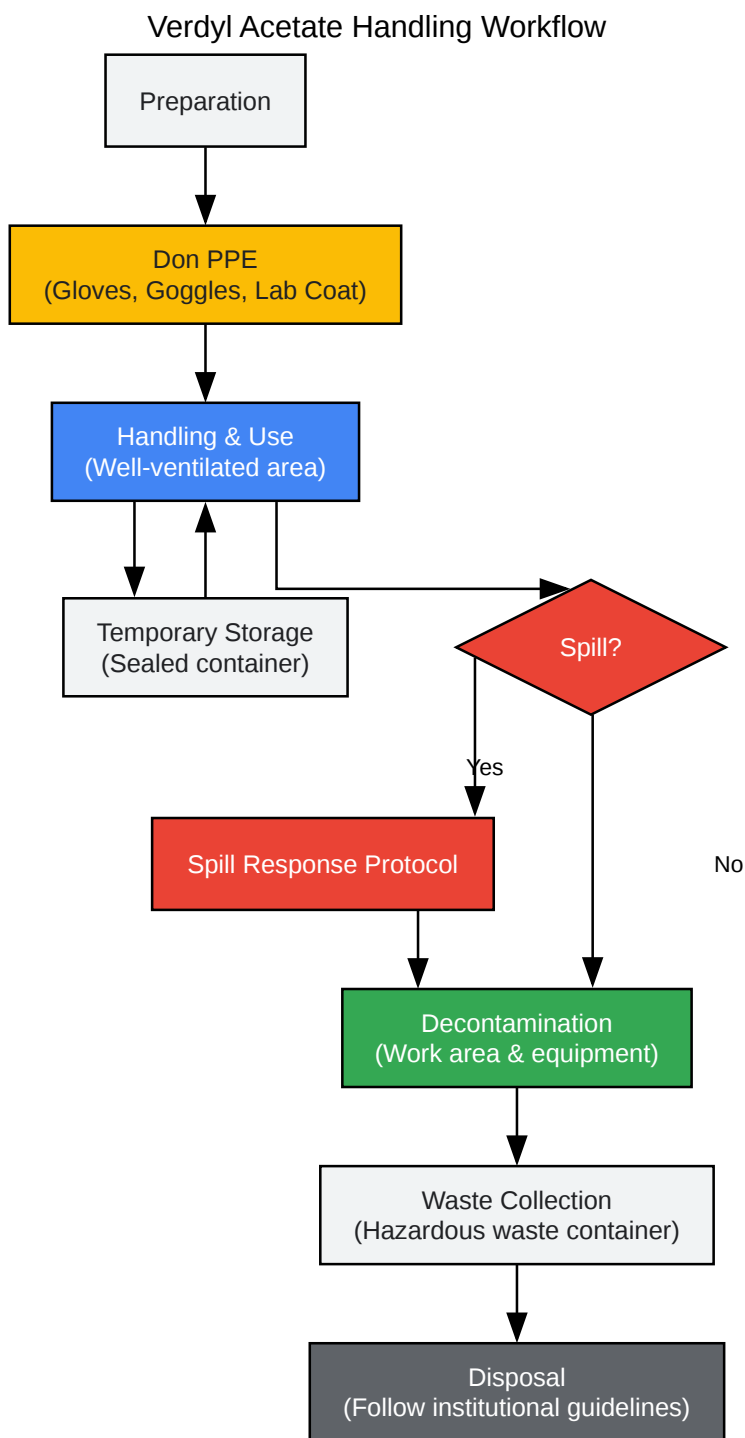 Verdyl Acetate Handling Workflow
Preparation
Don PPE
(Gloves, Goggles, Lab Coat)
Handling & Use
(Well-ventilated area)
Temporary Storage
(Sealed container)
Spill?
Yes
Spill Response Protocol
No
Decontamination
(Work area & equipment)
Waste Collection
(Hazardous waste container)
Disposal
(Follow institutional guidelines)